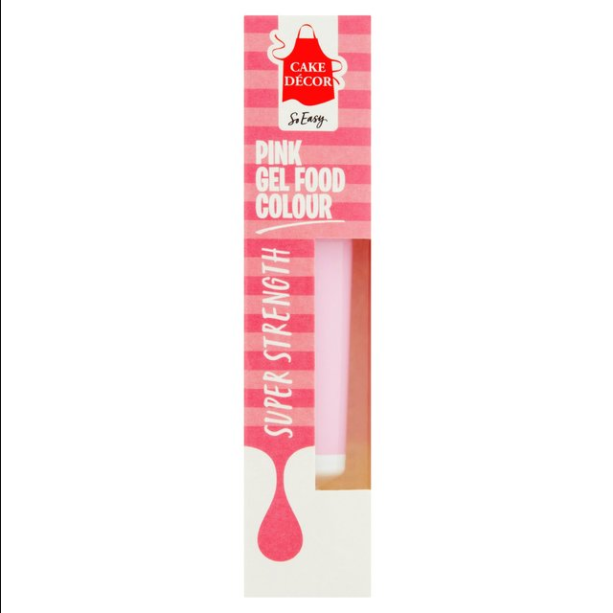 CAKE
DÉCOR
So Easy
PINK
GEL FOOD
COLOUR
SUPER STRENGTH